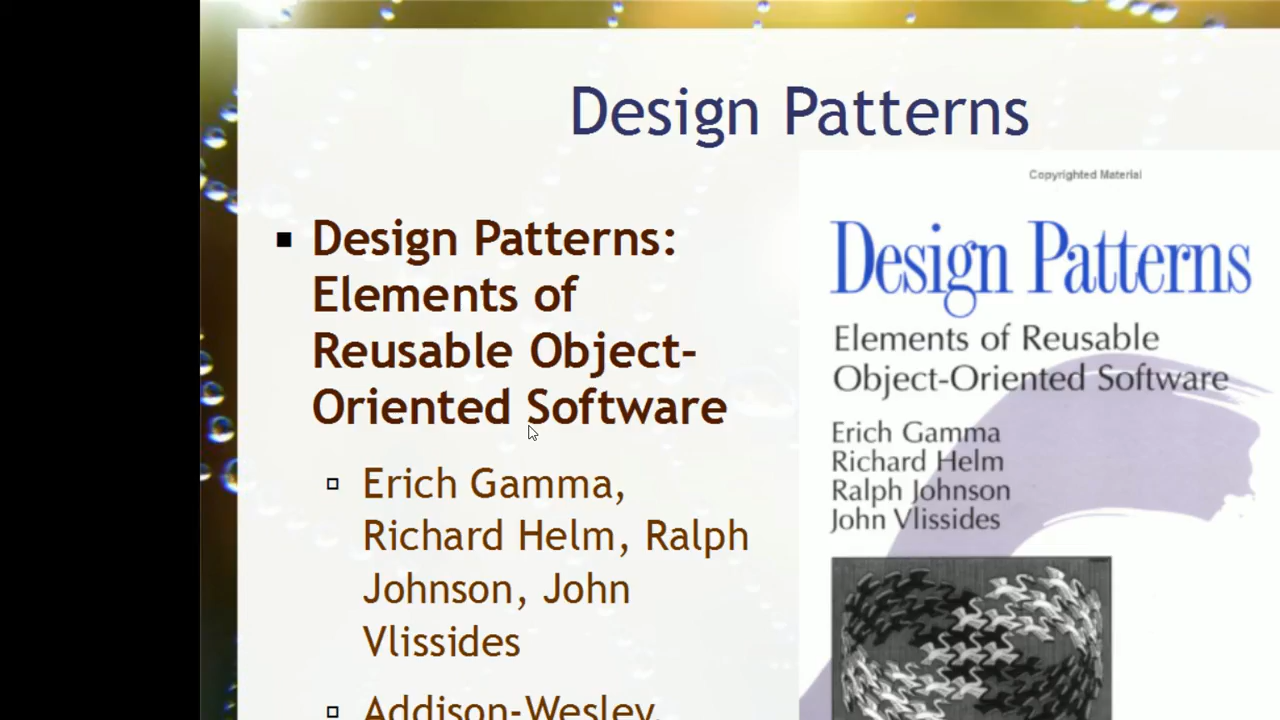 Design Patterns
Design Patterns:
Elements of
Reusable Object-
Oriented Software
Erich Gamma,
Richard Helm, Ralph
Johnson, John
Vlissides
Addison-Wesley,
Copyrighted Material
Design Patterns
Elements of Reusable
Object-Oriented Software
Erich Gamma
Richard Helm
Ralph Johnson
John Vlissides